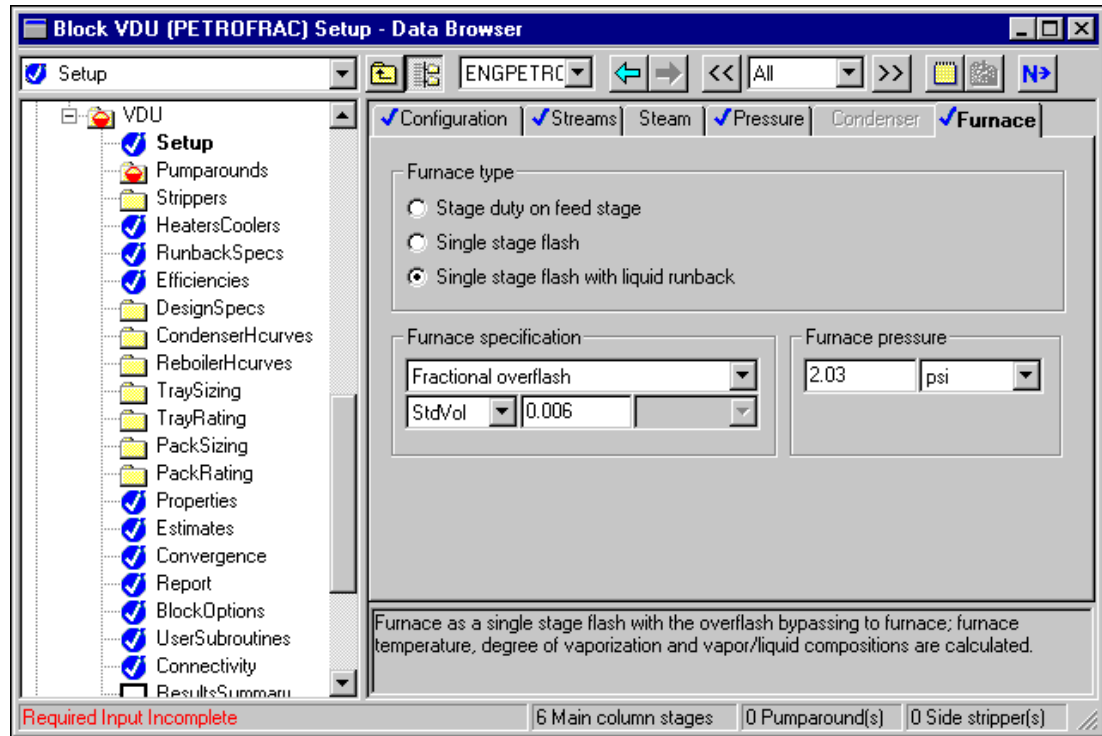 Block VDU (PETROFRAC) Setup - Data Browser
Setup
ENGPETRC
<< All >>
N>
VDU
Setup
Pumparounds
Strippers
HeatersCoolers
RunbackSpecs
Efficiencies
DesignSpecs
CondenserHcurves
ReboilerHcurves
TraySizing
TrayRating
PackSizing
PackRating
Properties
Estimates
Convergence
Report
BlockOptions
UserSubroutines
Connectivity
ResultsSummary
Configuration Streams Steam Pressure Condenser Furnace
Furnace type
Stage duty on feed stage
Single stage flash
Single stage flash with liquid runback
Furnace specification
Fractional overflash
StdVol 0.006
Furnace pressure
2.03 psi
Furnace as a single stage flash with the overflash bypassing to furnace; furnace
temperature, degree of vaporization and vapor/liquid compositions are calculated.
Required Input Incomplete
6 Main column stages
0 Pumparound(s)
0 Side stripper(s)